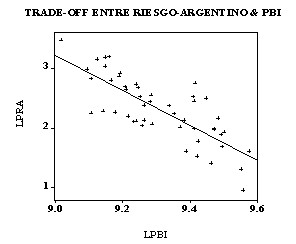 TRADE-OFF ENTRE RIESGO-ARGENTINO & PBI
3
2
1
LPRA
9.0 9.2 9.4 9.6
LPBI